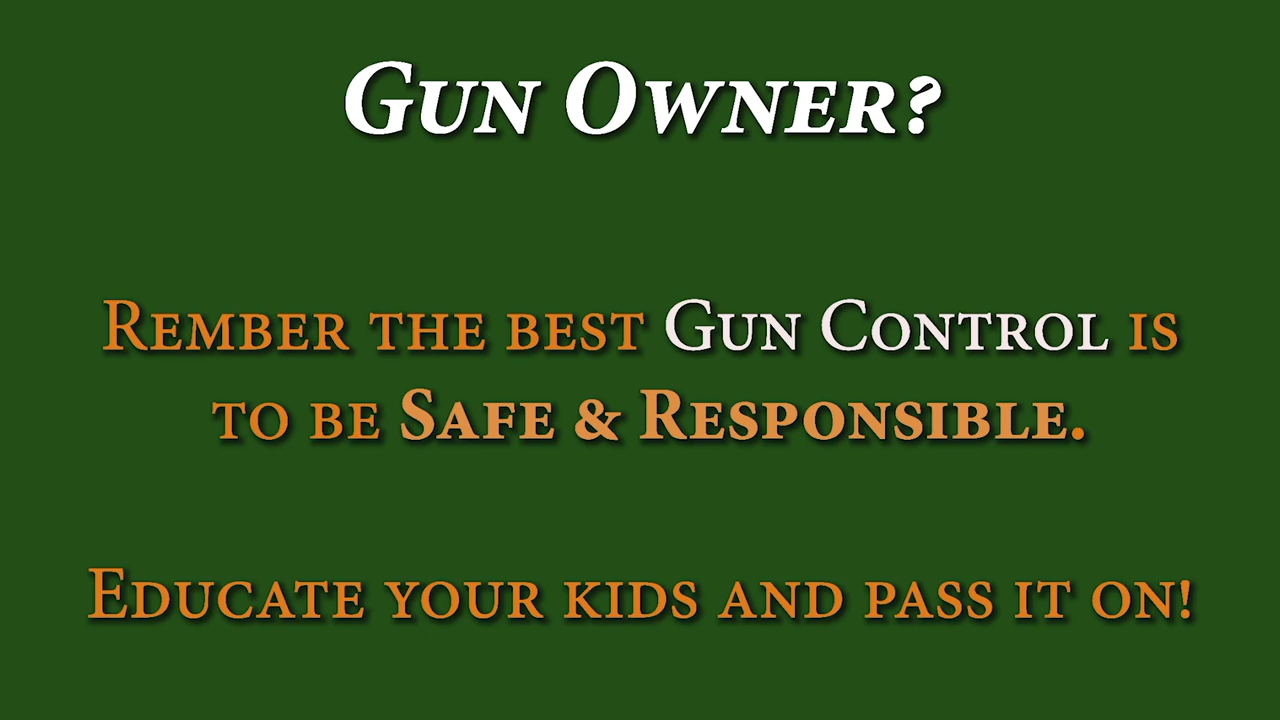 Gun Owner?
Rember the best Gun Control is
to be Safe & Responsible.
Educate your kids and pass it on!